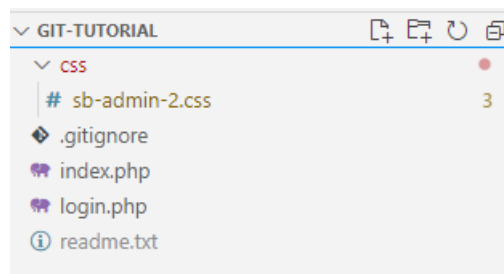 GIT-TUTORIAL
css
# sb-admin-2.css 3
.gitignore
index.php
login.php
readme.txt